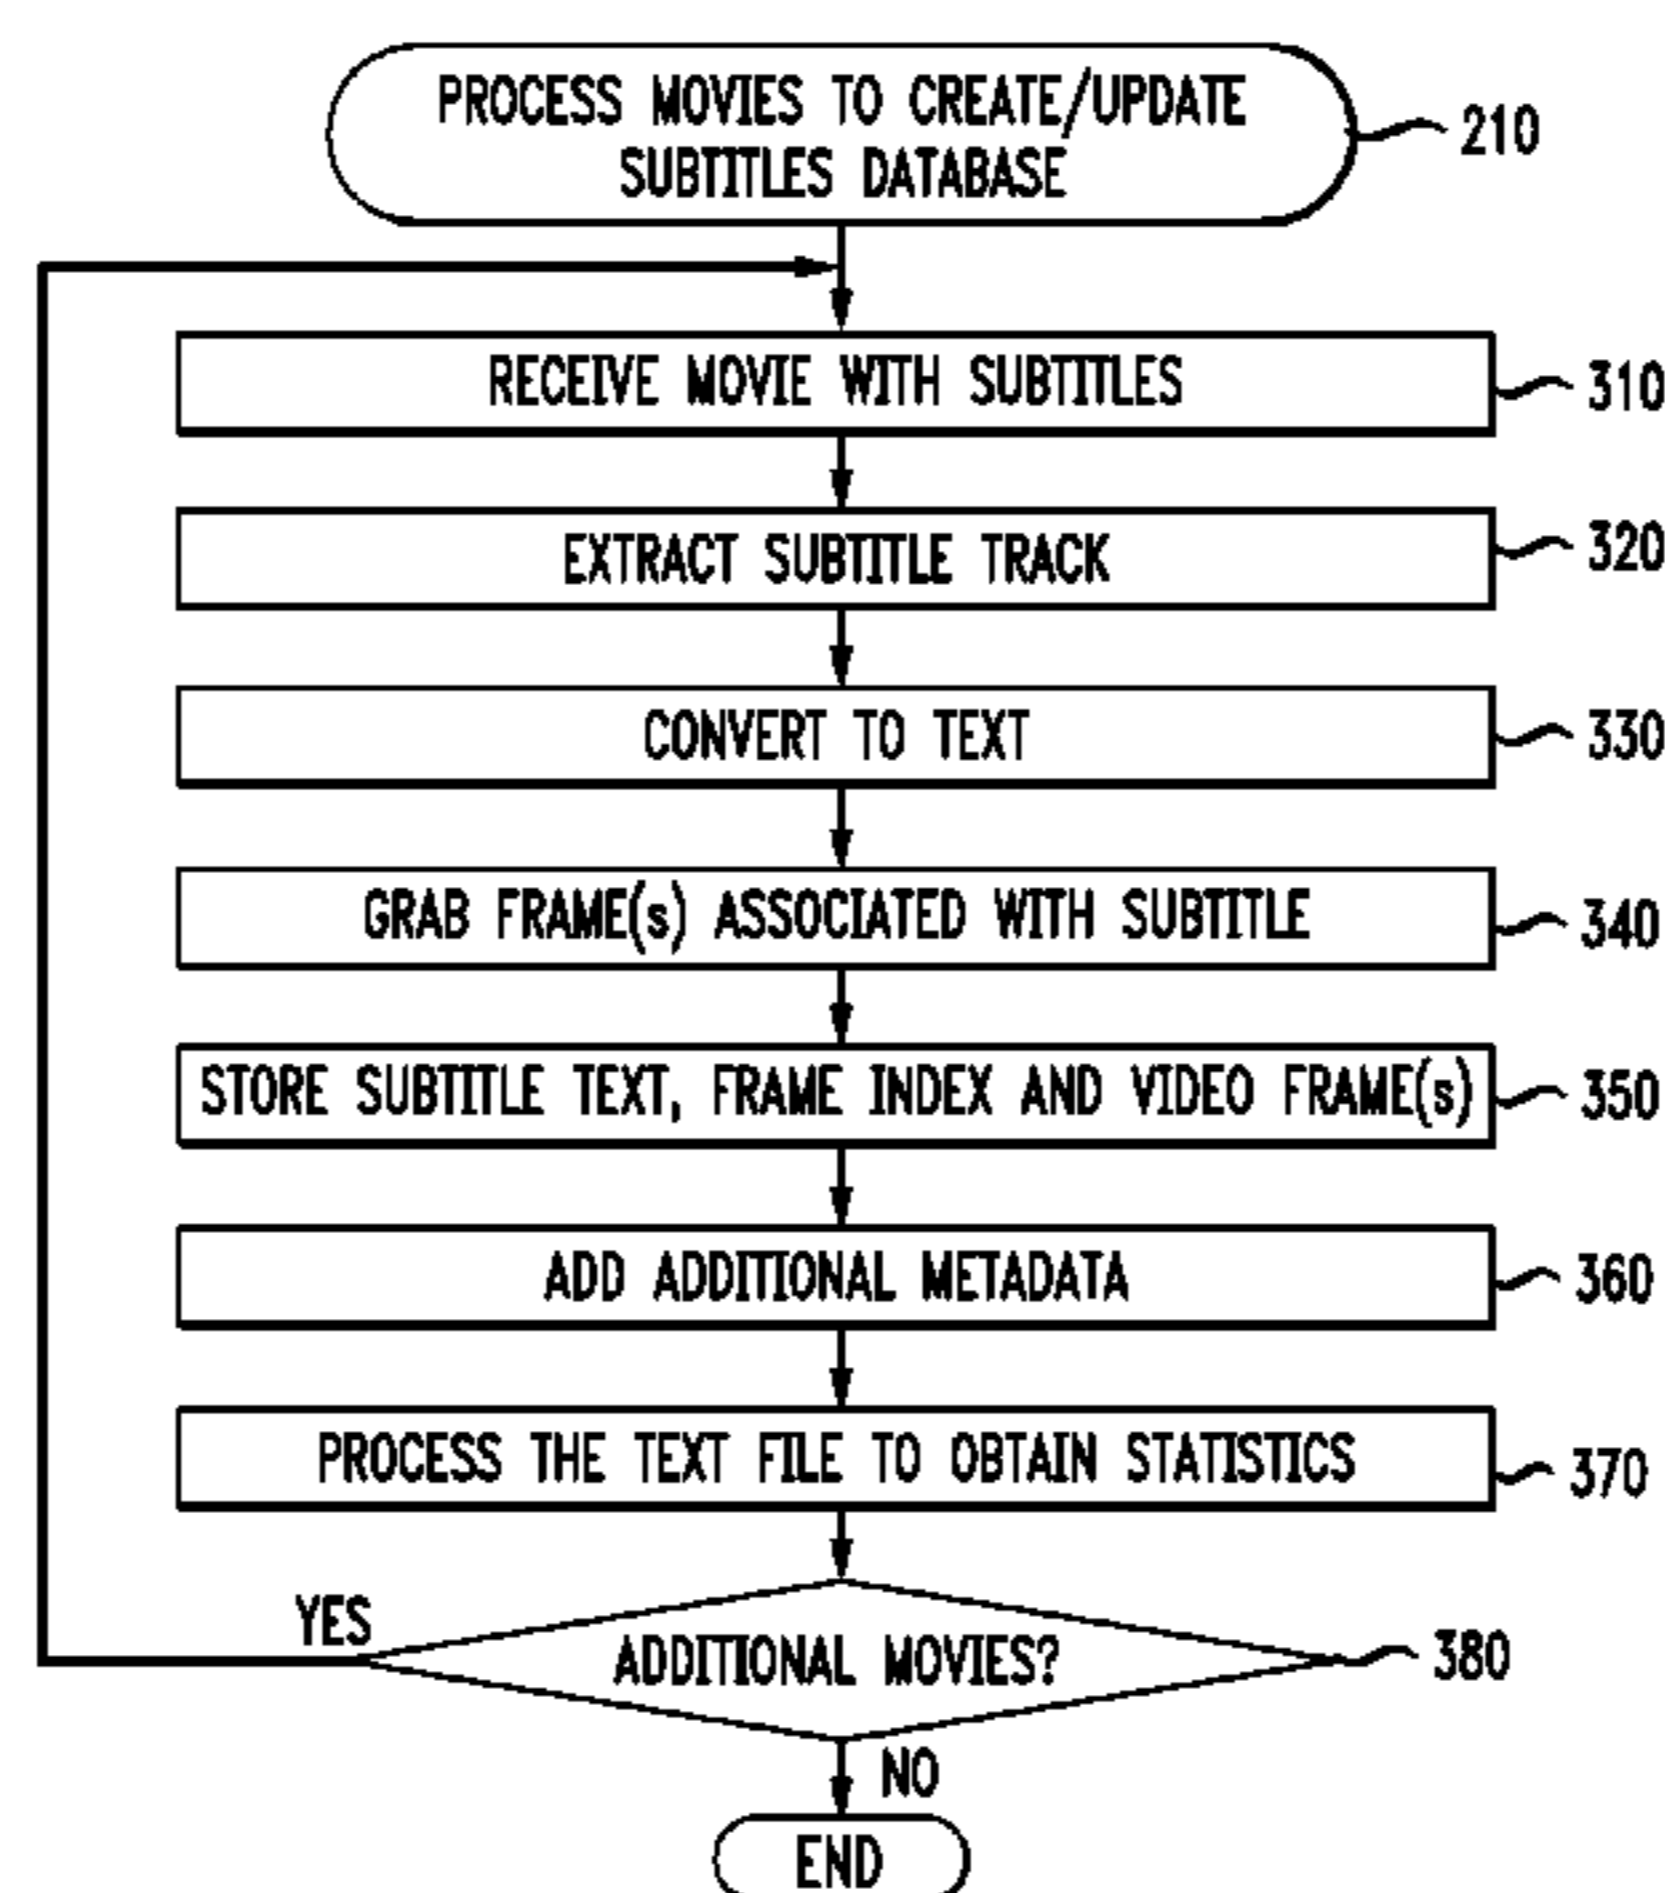 PROCESS MOVIES TO CREATE/UPDATE
SUBTITLES DATABASE
210
RECEIVE MOVIE WITH SUBTITLES
310
EXTRACT SUBTITLE TRACK
320
CONVERT TO TEXT
330
GRAB FRAME(s) ASSOCIATED WITH SUBTITLE
340
STORE SUBTITLE TEXT, FRAME INDEX AND VIDEO FRAME(s)
350
ADD ADDITIONAL METADATA
360
PROCESS THE TEXT FILE TO OBTAIN STATISTICS
370
YES
ADDITIONAL MOVIES?
380
NO
END